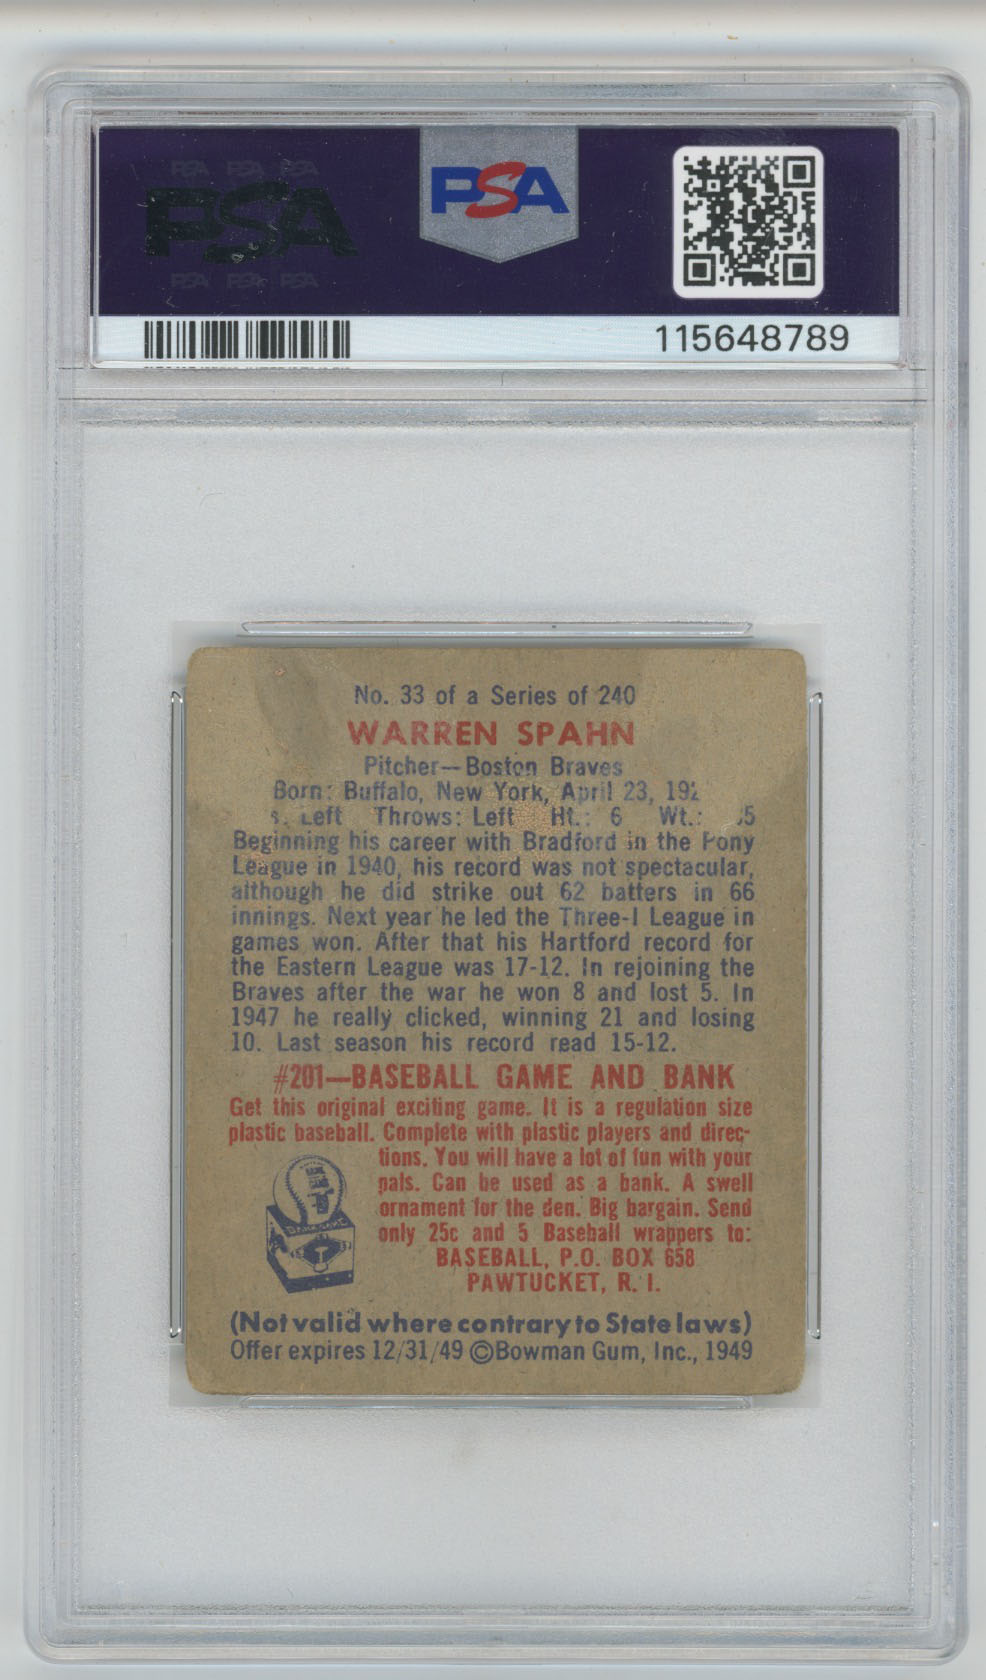 PSA PSA PSA
PSA
PSA PSA PSA
PSA
115648789
No. 33 of a Series of 240
WARREN SPAHN
Pitcher—Boston Braves
Born: Buffalo, New York, April 23, 192
s: Left Throws: Left Ht.: 6 Wt.: 5
Beginning his career with Bradford in the Pony
League in 1940, his record was not spectacular,
although he did strike out 62 batters in 66
innings. Next year he led the Three-I League in
games won. After that his Hartford record for
the Eastern League was 17-12. In rejoining the
Braves after the war he won 8 and lost 5. In
1947 he really clicked, winning 21 and losing
10. Last season his record read 15-12.
#201—BASEBALL GAME AND BANK
Get this original exciting game. It is a regulation size
plastic baseball. Complete with plastic players and direc-
tions. You will have a lot of fun with your
pals. Can be used as a bank. A swell
ornament for the den. Big bargain. Send
only 25c and 5 Baseball wrappers to:
BASEBALL, P.O. BOX 658
PAWTUCKET, R. I.
(Not valid where contrary to State laws)
Offer expires 12/31/49 ©Bowman Gum, Inc., 1949